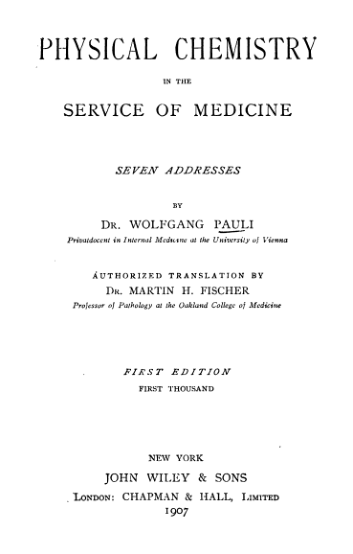 PHYSICAL CHEMISTRY
IN THE
SERVICE OF MEDICINE
SEVEN ADDRESSES
BY
DR. WOLFGANG PAULI
Privatdocent in Internal Medicine at the University of Vienna
AUTHORIZED TRANSLATION BY
DR. MARTIN H. FISCHER
Professor of Pathology at the Oakland College of Medicine
FIRST EDITION
FIRST THOUSAND
NEW YORK
JOHN WILEY & SONS
LONDON: CHAPMAN & HALL, LIMITED
1907